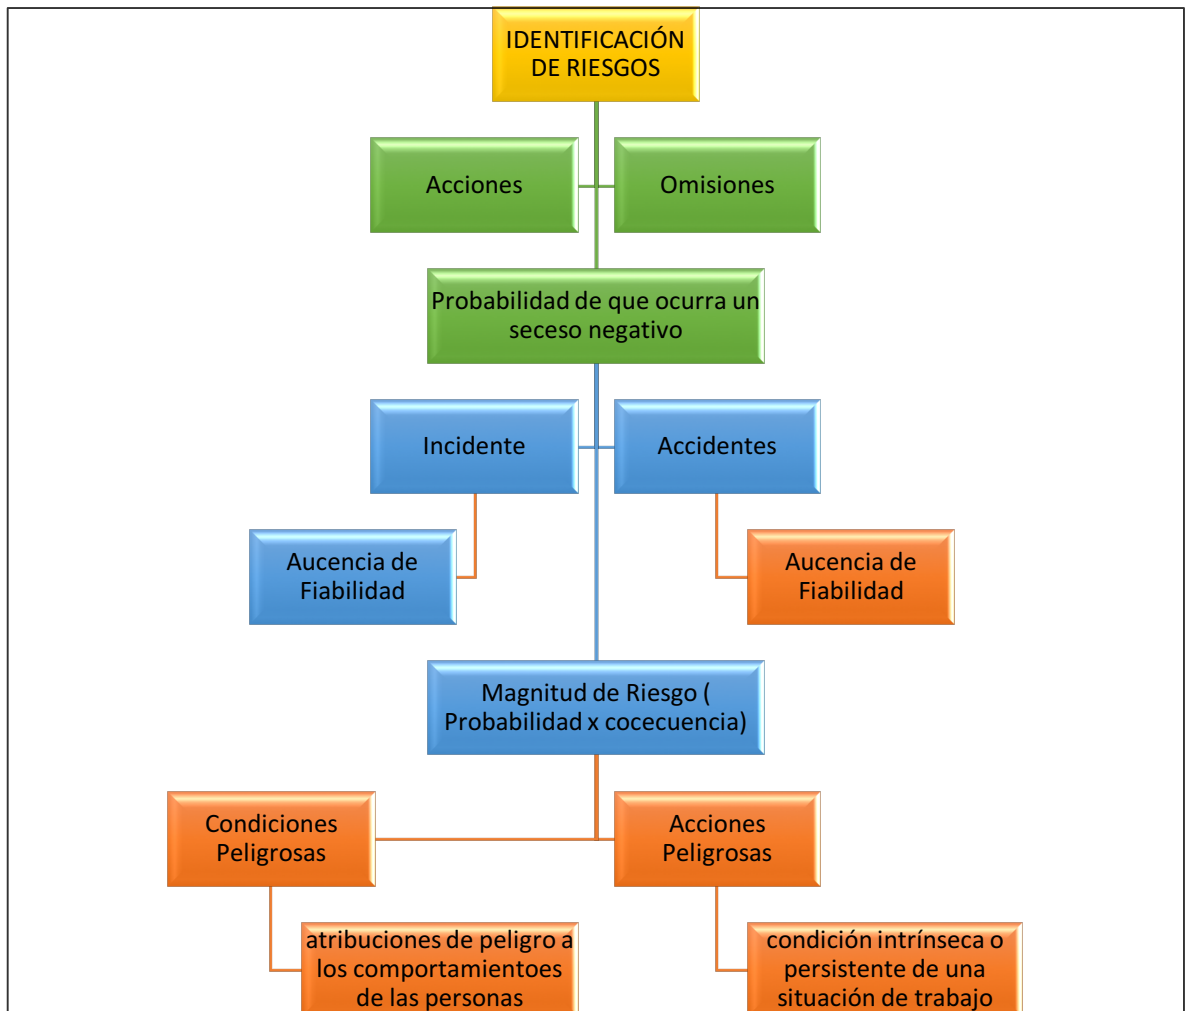 IDENTIFICACIÓN
DE RIESGOS
Acciones
Omisiones
Probabilidad de que ocurra un
seceso negativo
Incidente
Accidentes
Aucencia de
Fiabilidad
Aucencia de
Fiabilidad
Magnitud de Riesgo (
Probabilidad x cocecuencia)
Condiciones
Peligrosas
Acciones
Peligrosas
atribuciones de peligro a
los comportamientoes
de las personas
condición intrínseca o
persistente de una
situación de trabajo